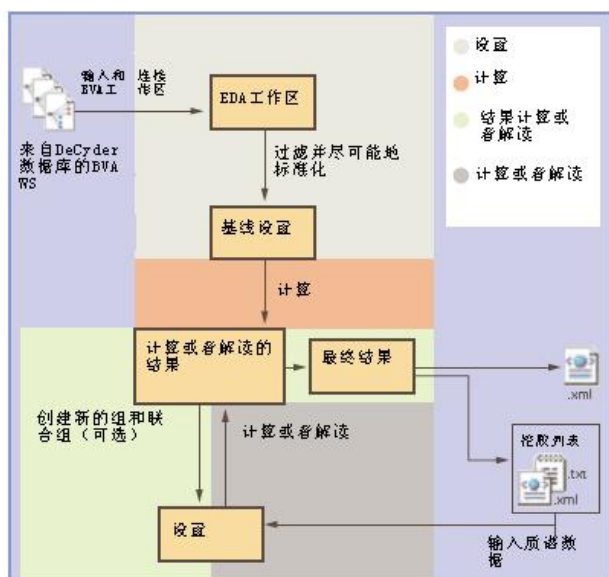 输入和 链接
BVA工 作区
来自DeCyder
数据库的BVA
WS
EDA工作区
过滤并尽可能地
标准化
基线设置
计算
计算或者解读的
结果
最终结果
创建新的组和联
合组（可选）
计算或者解读
设置
.xml
挖取列表
.txt
.xml
输入质谱数
据
设置
计算
结果计算或
者解读
计算或者解读